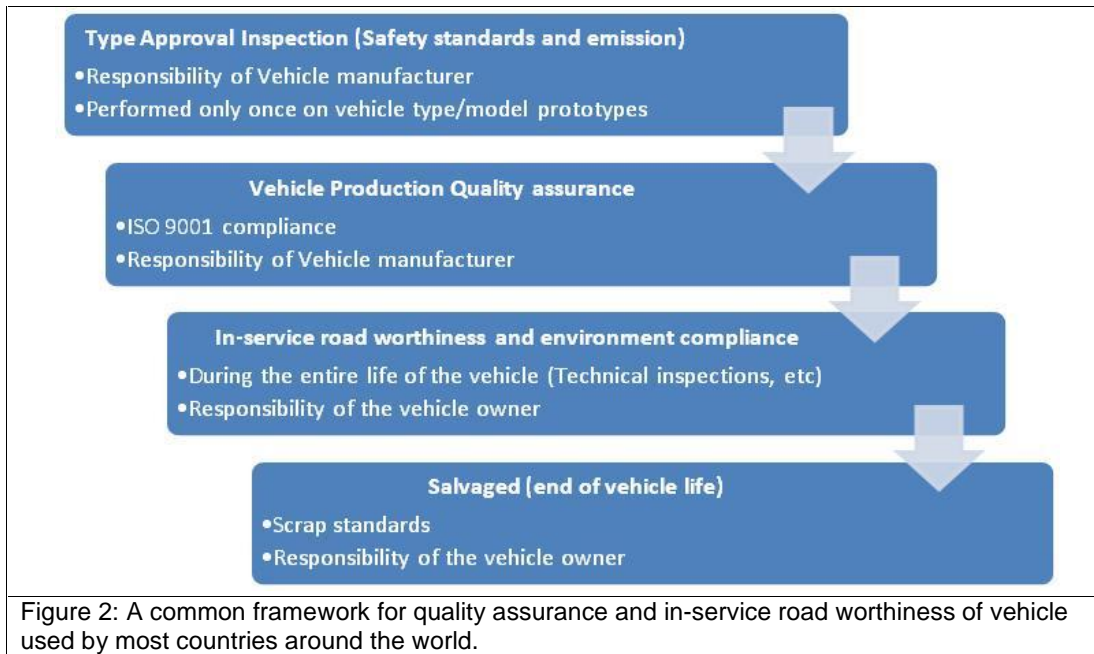 Type Approval Inspection (Safety standards and emission)
•Responsibility of Vehicle manufacturer
•Performed only once on vehicle type/model prototypes
Vehicle Production Quality assurance
•ISO 9001 compliance
•Responsibility of Vehicle manufacturer
In-service road worthiness and environment compliance
•During the entire life of the vehicle (Technical inspections, etc)
•Responsibility of the vehicle owner
Salvaged (end of vehicle life)
•Scrap standards
•Responsibility of the vehicle owner
Figure 2: A common framework for quality assurance and in-service road worthiness of vehicle
used by most countries around the world.